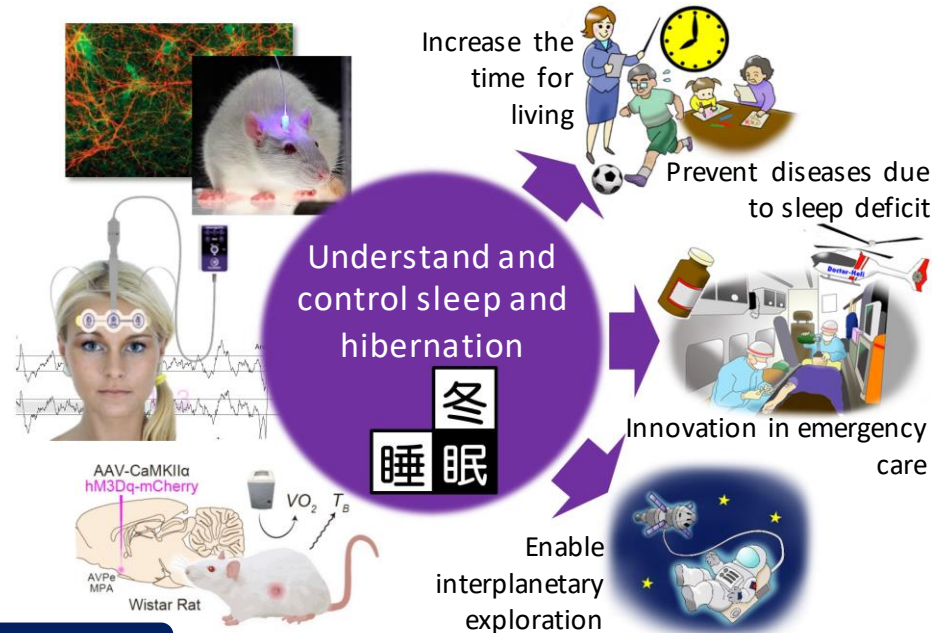 Increase the
time for
living
Prevent diseases due
to sleep deficit
Understand and
control sleep and
hibernation
冬
睡眠
Doctor-Heli
Innovation in emergency
care
AAV-CaMKIIα
hM3Dq-mCherry
VO2
TB
AVPe
MPA
Wistar Rat
Enable
interplanetary
exploration